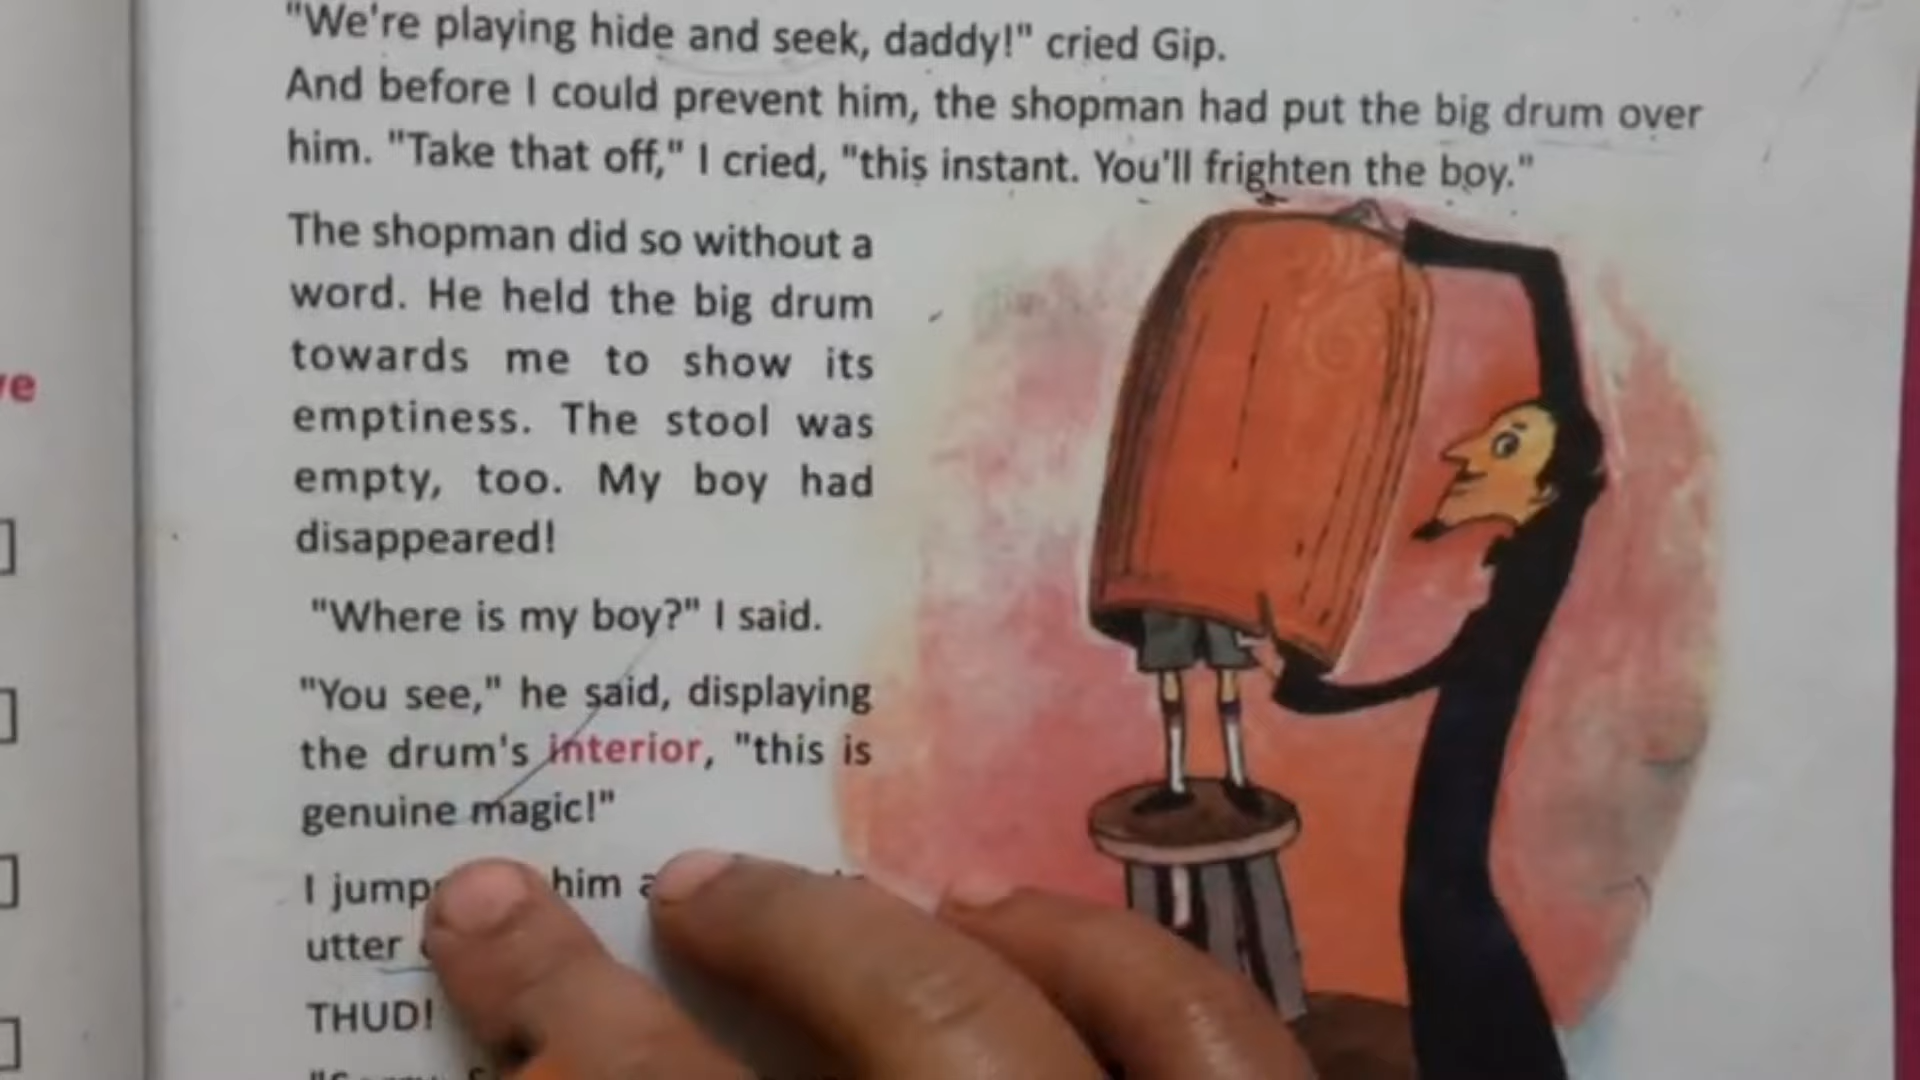 "We're playing hide and seek, daddy!" cried Gip.
And before I could prevent him, the shopman had put the big drum over
him. "Take that off," I cried, "this instant. You'll frighten the boy."
The shopman did so without a
word. He held the big drum
towards me to show its
emptiness. The stool was
empty, too. My boy had
disappeared!
"Where is my boy?" I said.
"You see," he said, displaying
the drum's interior, "this is
genuine magic!"
I him
utter
THUD!